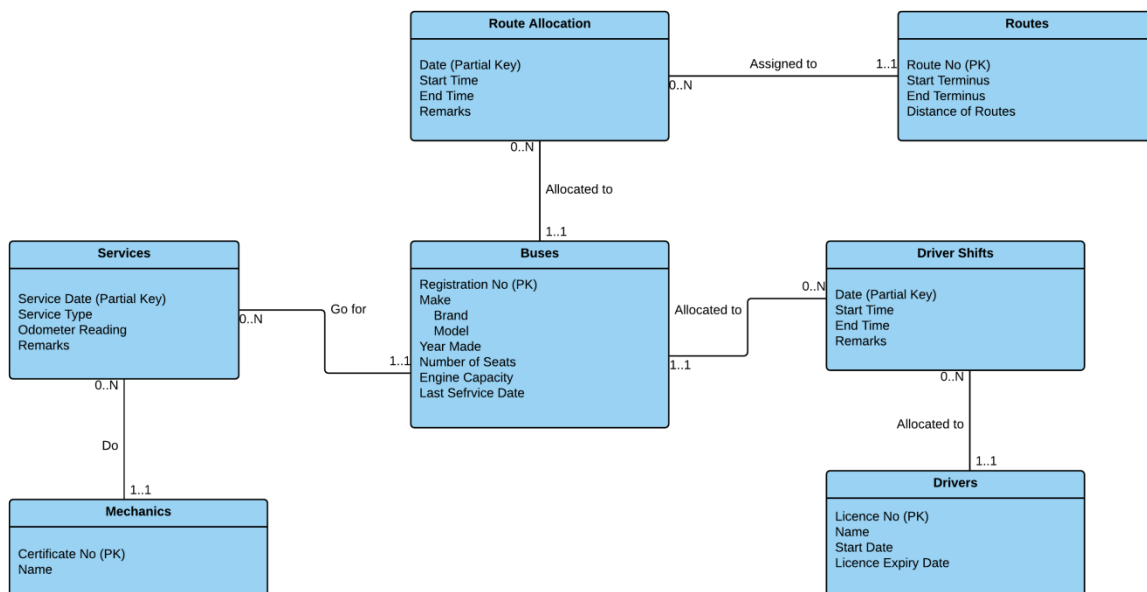 Route Allocation
Date (Partial Key)
Start Time
End Time
Remarks
Routes
Route No (PK)
Start Terminus
End Terminus
Distance of Routes
Assigned to
0..N
1..1
0..N
Allocated to
1..1
Services
Service Date (Partial Key)
Service Type
Odometer Reading
Remarks
Buses
Registration No (PK)
Make
Brand
Model
Year Made
Number of Seats
Engine Capacity
Last Sefrvice Date
Driver Shifts
Date (Partial Key)
Start Time
End Time
Remarks
0..N
Go for
1..1
Allocated to
0..N
1..1
0..N
Do
1..1
0..N
Allocated to
1..1
Mechanics
Certificate No (PK)
Name
Drivers
Licence No (PK)
Name
Start Date
Licence Expiry Date